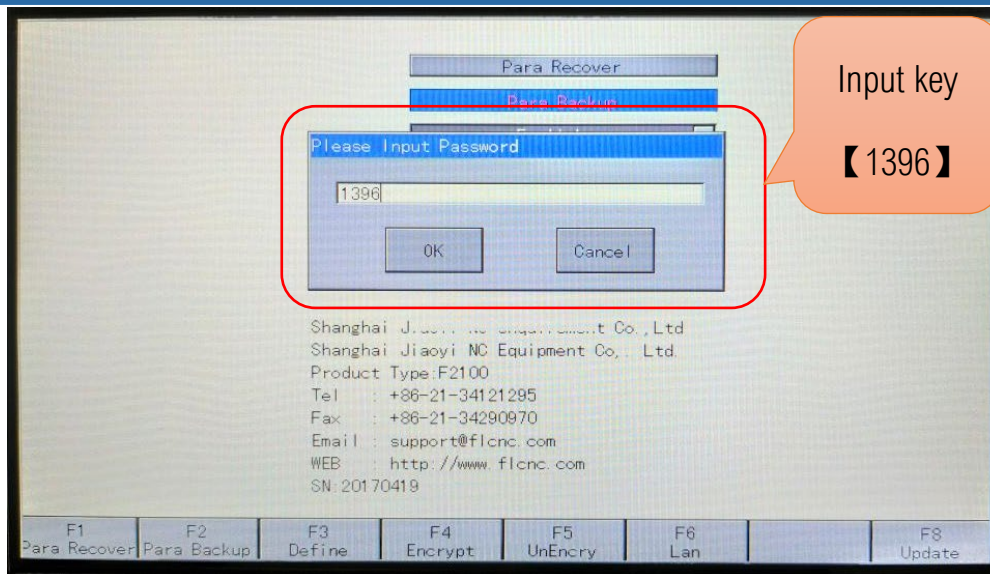 Para Recover
Para Backup
Input key
【1396】
Please Input Password
1396
OK
Cancel
Shanghai Co.,Ltd
Shanghai Jiaoyi NC Equipment Co,. Ltd.
Product Type:F2100
Tel : +86-21-34121295
Fax : +86-21-34290970
Email : support@flcnc.com
WEB : http://www.flcnc.com
SN:20170419
F1 F2 F3 F4 F5 F6 F8
Para Recover Para Backup Define Encrypt UnEncry Lan Update